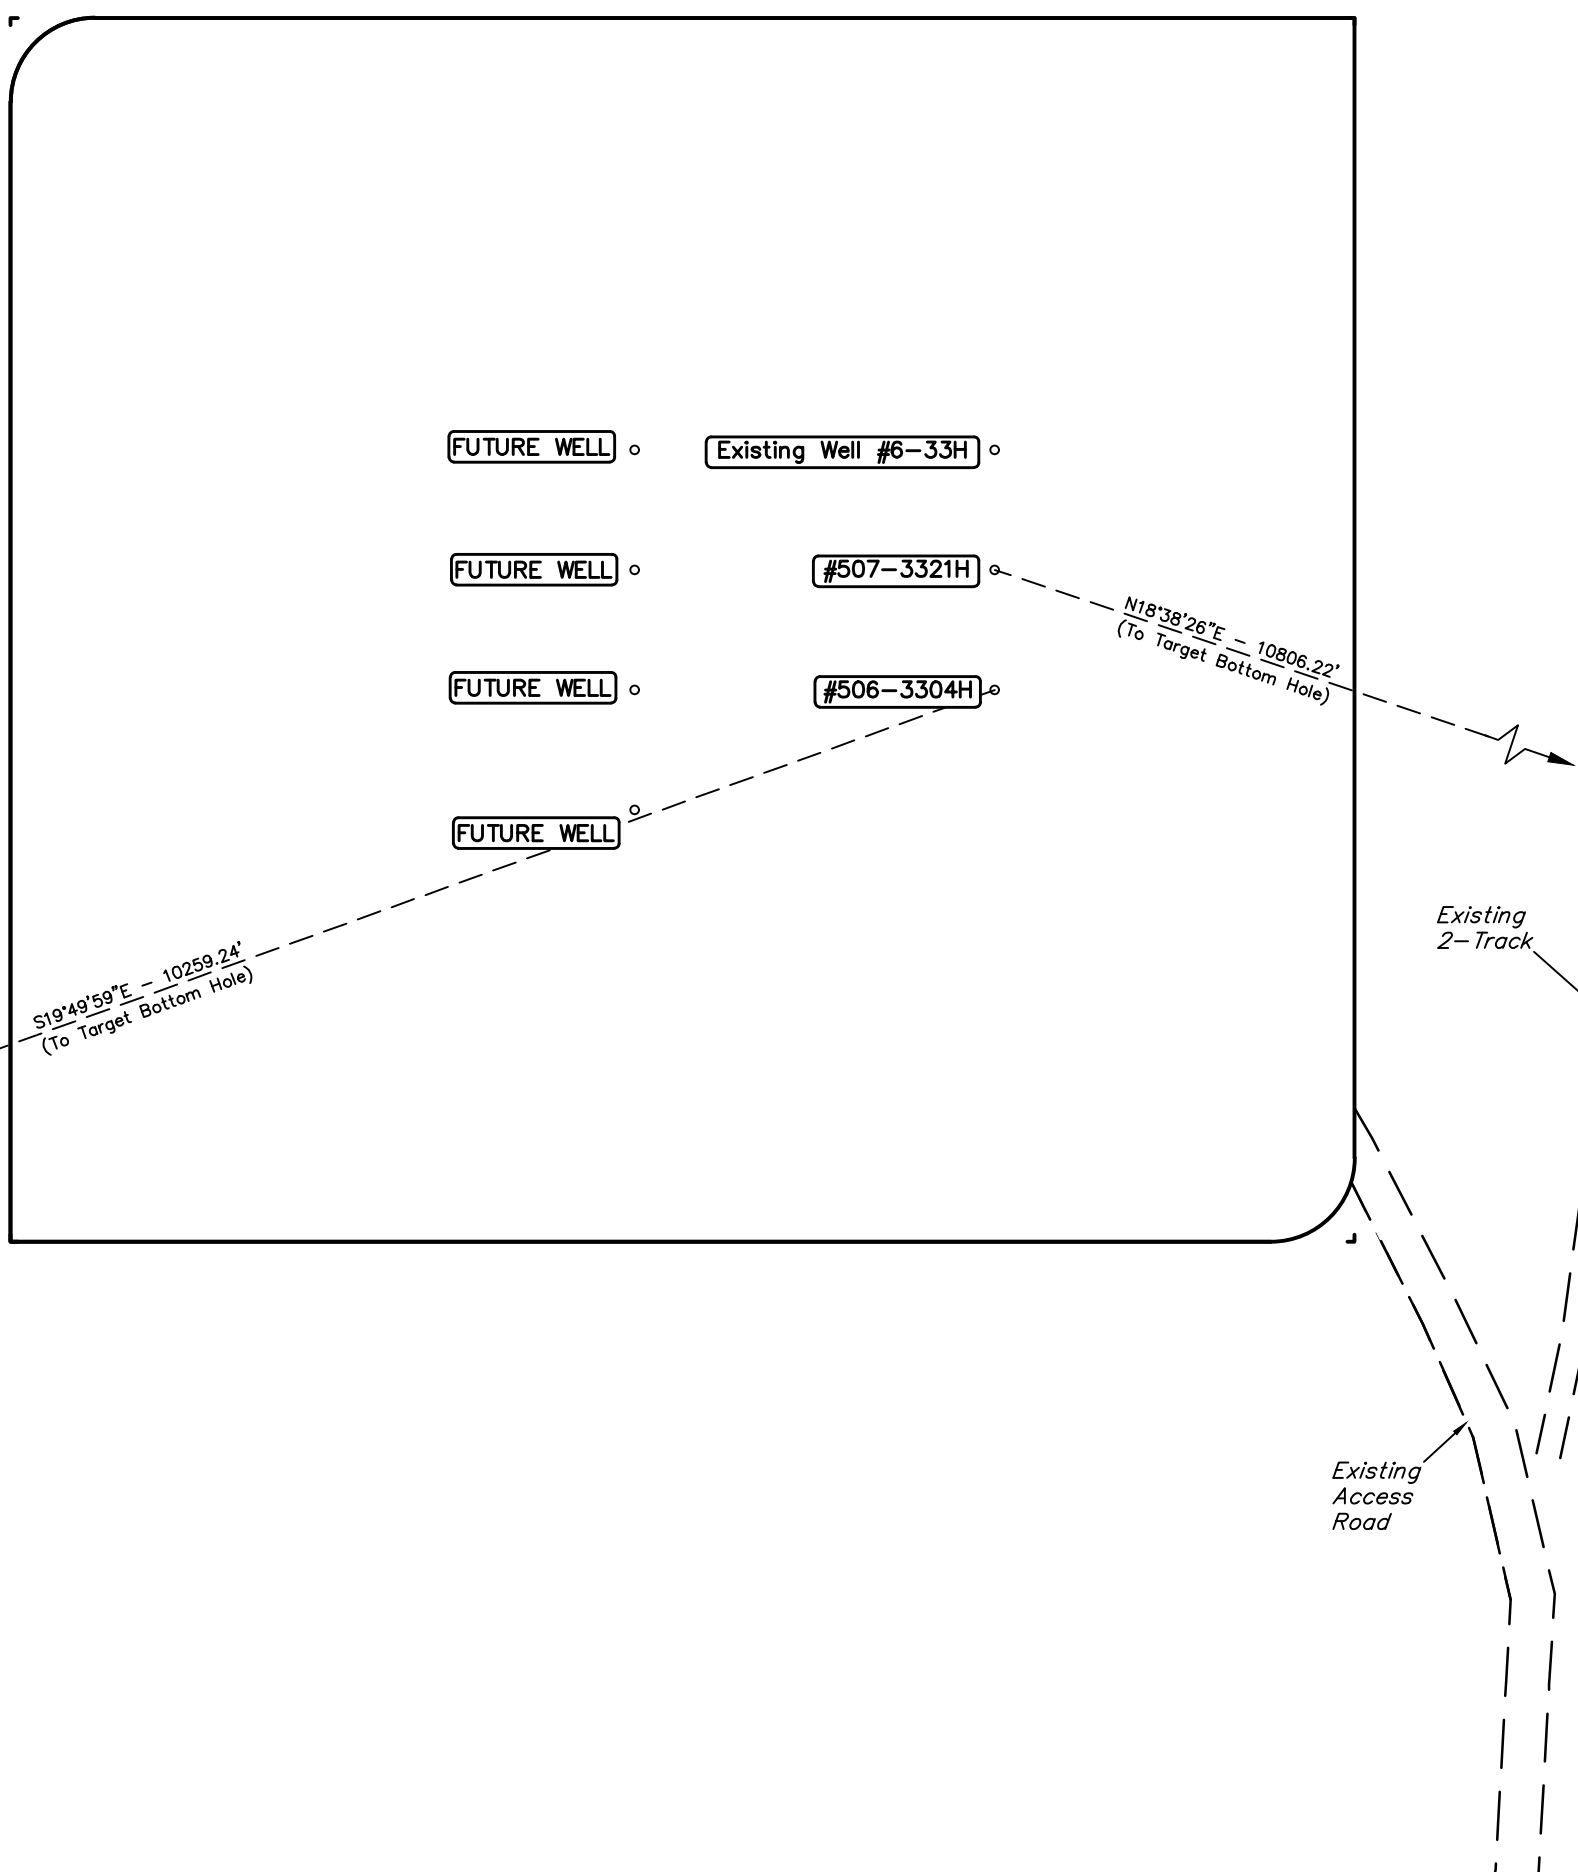 FUTURE WELL
Existing Well #6-33H
FUTURE WELL
#507-3321H
N18°38'26"E - 10806.22'
(To Target Bottom Hole)
FUTURE WELL
#506-3304H
FUTURE WELL
S19°49'59"E - 10259.24'
(To Target Bottom Hole)
Existing
2-Track
Existing
Access
Road